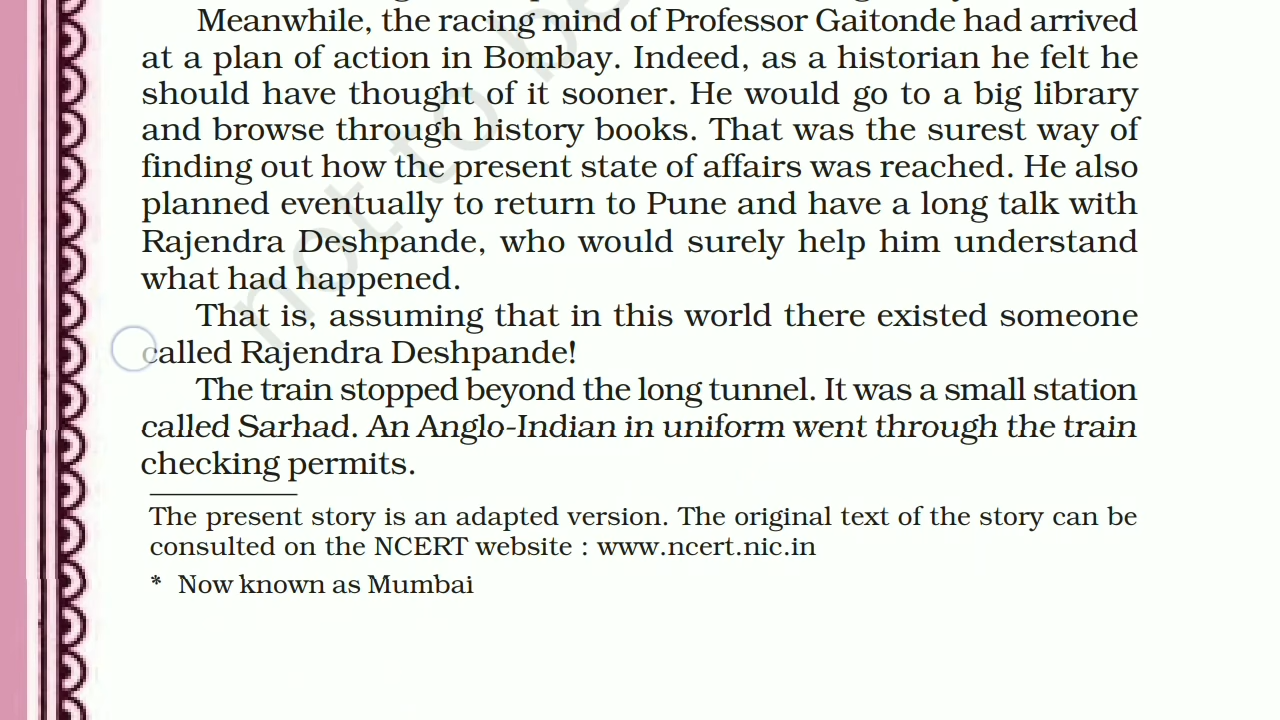 Meanwhile, the racing mind of Professor Gaitonde had arrived
at a plan of action in Bombay. Indeed, as a historian he felt he
should have thought of it sooner. He would go to a big library
and browse through history books. That was the surest way of
finding out how the present state of affairs was reached. He also
planned eventually to return to Pune and have a long talk with
Rajendra Deshpande, who would surely help him understand
what had happened.
That is, assuming that in this world there existed someone
called Rajendra Deshpande!
The train stopped beyond the long tunnel. It was a small station
called Sarhad. An Anglo-Indian in uniform went through the train
checking permits.
The present story is an adapted version. The original text of the story can be
consulted on the NCERT website : www.ncert.nic.in
* Now known as Mumbai
not to be